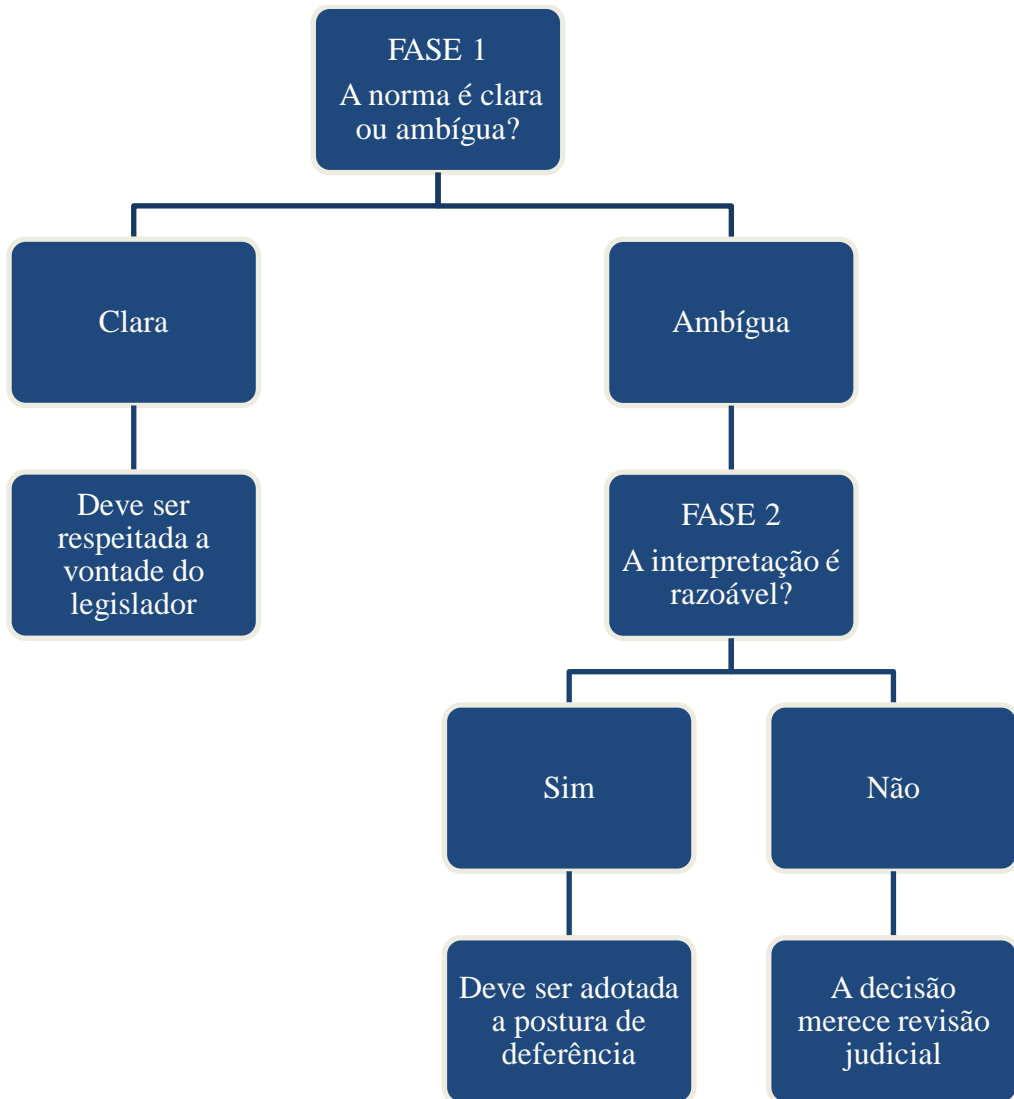 FASE 1
A norma é clara
ou ambígua?
Clara
Ambígua
Deve ser
respeitada a
vontade do
legislador
FASE 2
A interpretação é
razoável?
Sim
Não
Deve ser adotada
a postura de
deferência
A decisão
merece revisão
judicial